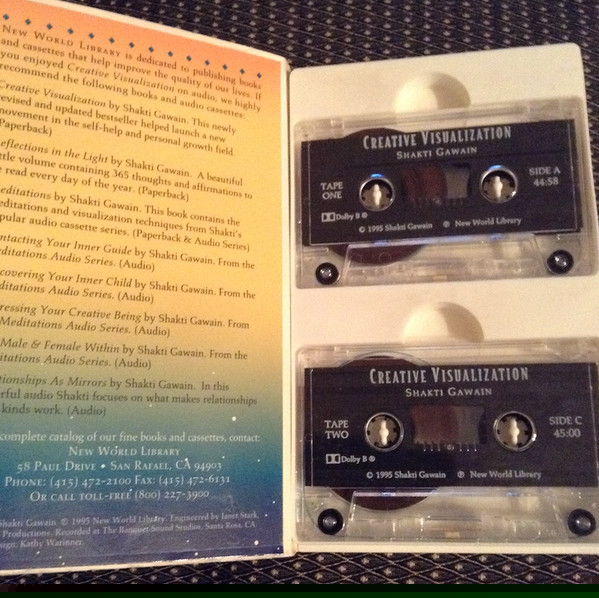 New World Library is dedicated to publishing books
and cassettes that help improve the quality of our lives. If
you enjoyed Creative Visualization on audio, we highly
recommend the following books and audio cassettes:
Creative Visualization by Shakti Gawain. This newly
revised and updated bestseller helped launch a new
movement in the self-help and personal growth field.
(Paperback)
Reflections in the Light by Shakti Gawain. A beautiful
little volume containing 365 thoughts and affirmations to
read every day of the year. (Paperback)
Meditations by Shakti Gawain. This book contains the
meditations and visualization techniques from Shakti's
popular audio cassette series. (Paperback & Audio Series)
Contacting Your Inner Guide by Shakti Gawain. From the
Meditations Audio Series. (Audio)
covering Your Inner Child by Shakti Gawain. From the
Meditations Audio Series. (Audio)
ressing Your Creative Being by Shakti Gawain. From
Meditations Audio Series. (Audio)
Male & Female Within by Shakti Gawain. From the
Meditations Audio Series. (Audio)
tionships As Mirrors by Shakti Gawain. In this
erful audio Shakti focuses on what makes relationships
kinds work. (Audio)
complete catalog of our fine books and cassettes, contact:
New World Library
58 Paul Drive • San Rafael, CA 94903
Phone: (415) 472-2100 Fax: (415) 472-6131
Or call toll-free (800) 227-3900
Shakti Gawain © 1995 New World Library. Engineered by Janet Stark,
Productions. Recorded at The Banquet Sound Studios, Santa Rosa, CA
sign: Kathy Warinner
Creative Visualization
Shakti Gawain
TAPE
ONE
SIDE A
44:58
Dolby B ®
© 1995 Shakti Gawain ℗ New World Library
Creative Visualization
Shakti Gawain
TAPE
TWO
SIDE C
45:00
Dolby B ®
© 1995 Shakti Gawain ℗ New World Library